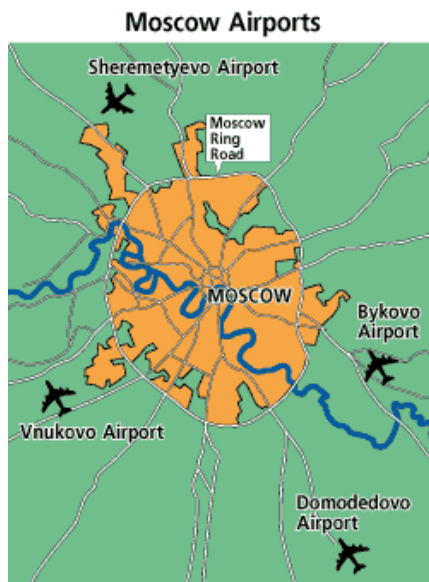 Moscow Airports
Sheremetyevo Airport
Moscow
Ring
Road
MOSCOW
Bykovo
Airport
Vnukovo Airport
Domodedovo
Airport